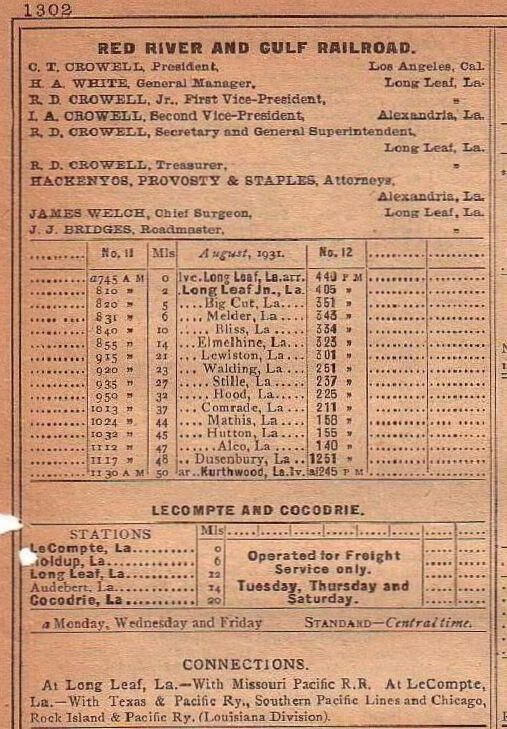 1302
RED RIVER AND GULF RAILROAD.
C. T. CROWELL, President, Los Angeles, Cal.
H. A. WHITE, General Manager, Long Leaf, La.
R. D. CROWELL, Jr., First Vice-President, "
I. A. CROWELL, Second Vice-President, Alexandria, La.
R. D. CROWELL, Secretary and General Superintendent,
Long Leaf, La.
R. D. CROWELL, Treasurer, "
HACKENYOS, PROVOSTY & STAPLES, Attorneys,
Alexandria, La.
JAMES WELCH, Chief Surgeon, Long Leaf, La.
J. J. BRIDGES, Roadmaster, "
No. 11 Mls August, 1931. No. 12
a745 A M 0 lve. Long Leaf, La. arr. 440 P M
810 " 2 Long Leaf Jn., La. 405 "
820 " 5 Big Cut, La. 351 "
831 " 6 Melder, La. 343 "
840 " 10 Bliss, La. 334 "
855 " 14 Elmelhine, La. 323 "
915 " 21 Lewiston, La. 301 "
920 " 23 Walding, La. 251 "
935 " 27 Stille, La. 237 "
950 " 32 Hood, La. 225 "
1013 " 37 Comrade, La. 211 "
1024 " 44 Mathis, La. 158 "
1032 " 45 Hutton, La. 155 "
1112 " 47 Alco, La. 140 "
1117 " 48 Dusenbury, La. 1251 "
1130 A M 50 ar. Kurthwood, La. lv. a1245 P M
LECOMPTE AND COCODRIE.
STATIONS Mls
LeCompte, La. 0 Operated for Freight
Holdup, La. 6 Service only.
Long Leaf, La. 12 Tuesday, Thursday and
Audebert, La. 14 Saturday.
Cocodrie, La. 20
a Monday, Wednesday and Friday STANDARD—Central time.
CONNECTIONS.
At Long Leaf, La.—With Missouri Pacific R.R. At LeCompte,
La.—With Texas & Pacific Ry., Southern Pacific Lines and Chicago,
Rock Island & Pacific Ry. (Louisiana Division).